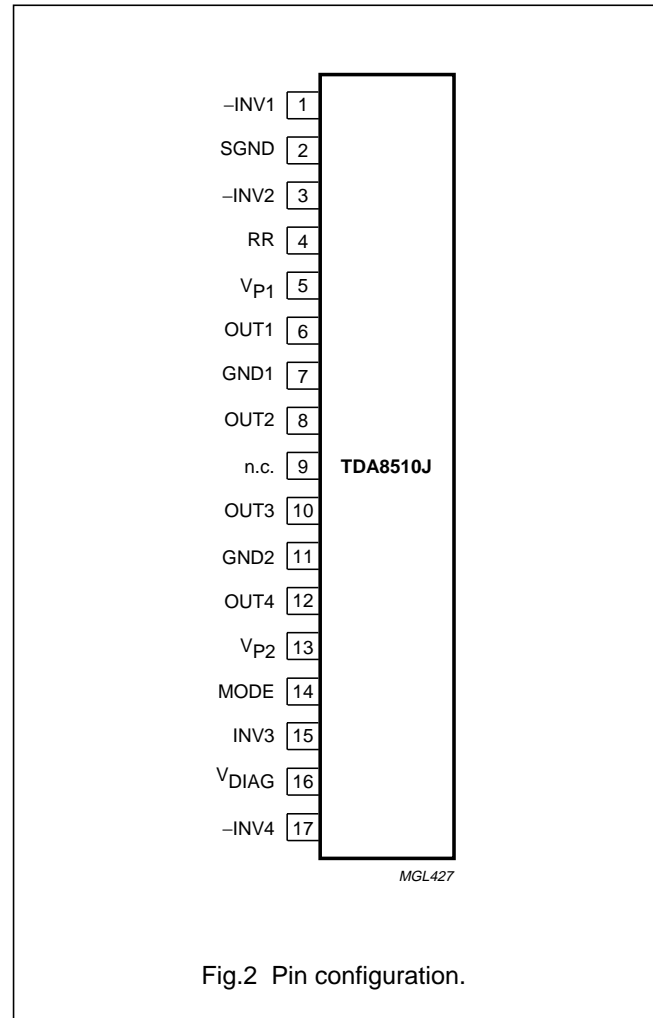 –INV1 1
SGND 2
–INV2 3
RR 4
VP1 5
OUT1 6
GND1 7
OUT2 8
n.c. 9 TDA8510J
OUT3 10
GND2 11
OUT4 12
VP2 13
MODE 14
INV3 15
VDIAG 16
–INV4 17
MGL427
Fig.2 Pin configuration.